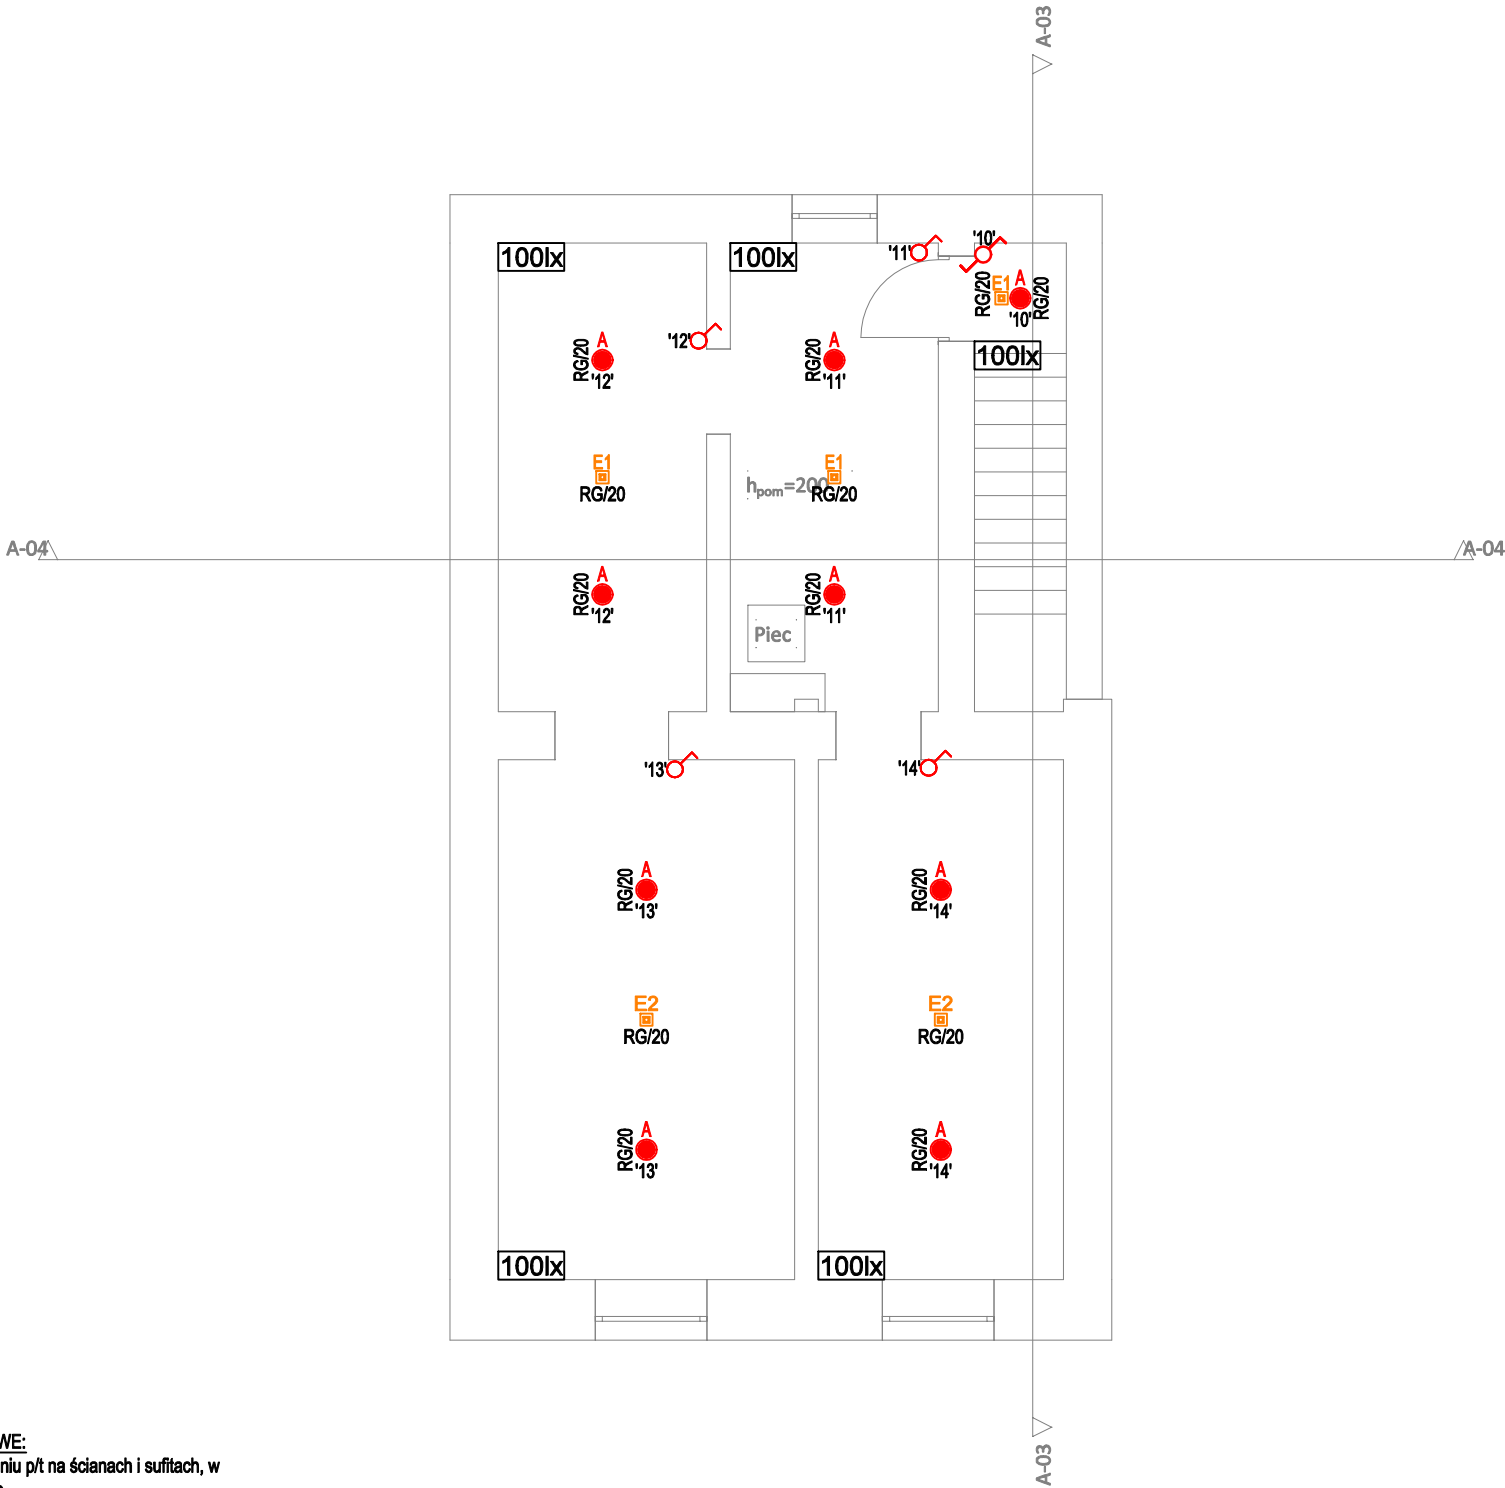 A-03
100lx
100lx
'11'
'10'
RG/20
E1
A
'10'
RG/20
'12'
RG/20
A
'12'
RG/20
A
'11'
100lx
E1
RG/20
E1
hpom=200
RG/20
A-04
A-04
RG/20
A
'12'
RG/20
A
'11'
Piec
'13'
'14'
RG/20
A
'13'
RG/20
A
'14'
E2
RG/20
E2
RG/20
RG/20
A
'13'
RG/20
A
'14'
100lx
100lx
WE:
niu p/t na ścianach i sufitach, w
A-03